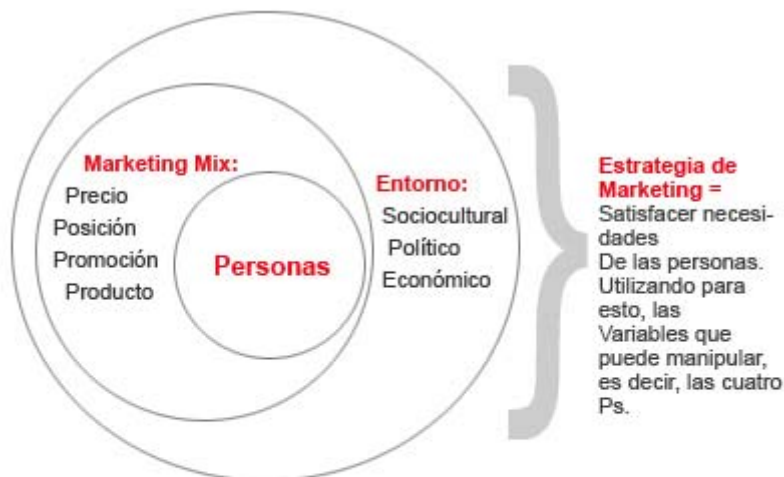 Marketing Mix:
Precio
Posición
Promoción
Producto
Personas
Entorno:
Sociocultural
Político
Económico
Estrategia de
Marketing =
Satisfacer necesi-
dades
De las personas.
Utilizando para
esto, las
Variables que
puede manipular,
es decir, las cuatro
Ps.